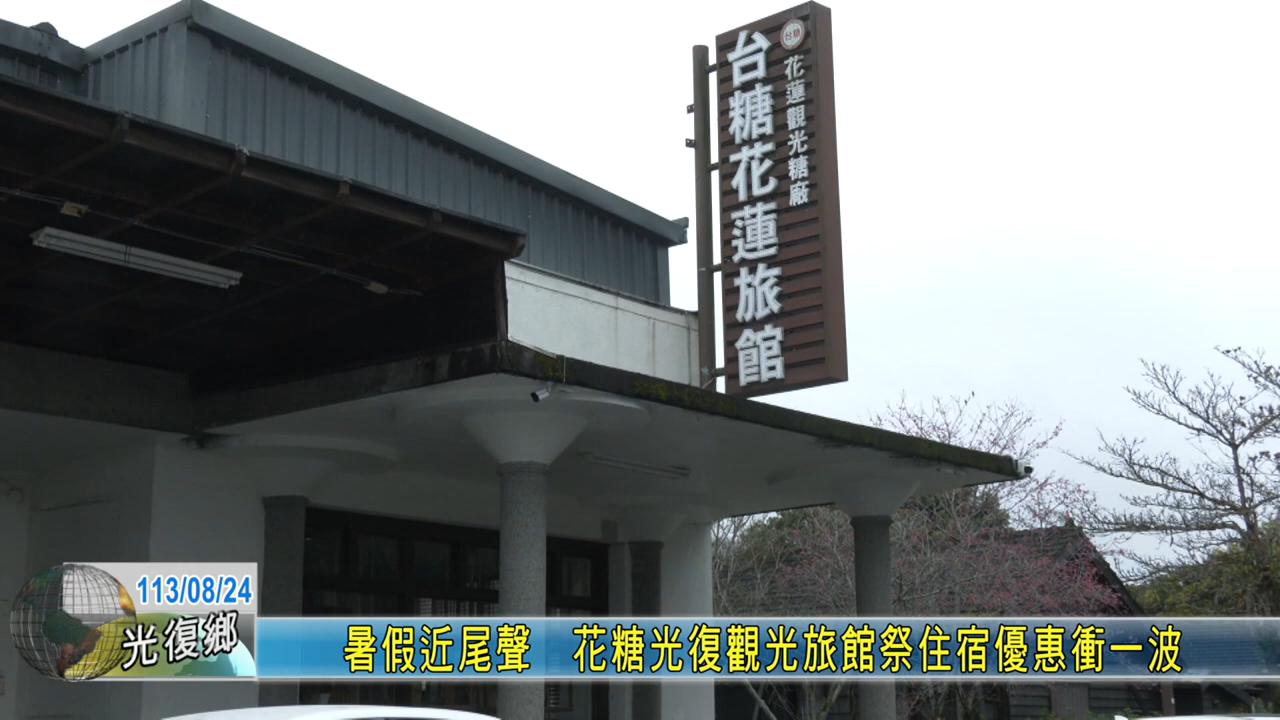 台糖
花蓮觀光糖廠
台糖花蓮旅館
113/08/24
光復鄉
暑假近尾聲 花糖光復觀光旅館祭住宿優惠衝一波